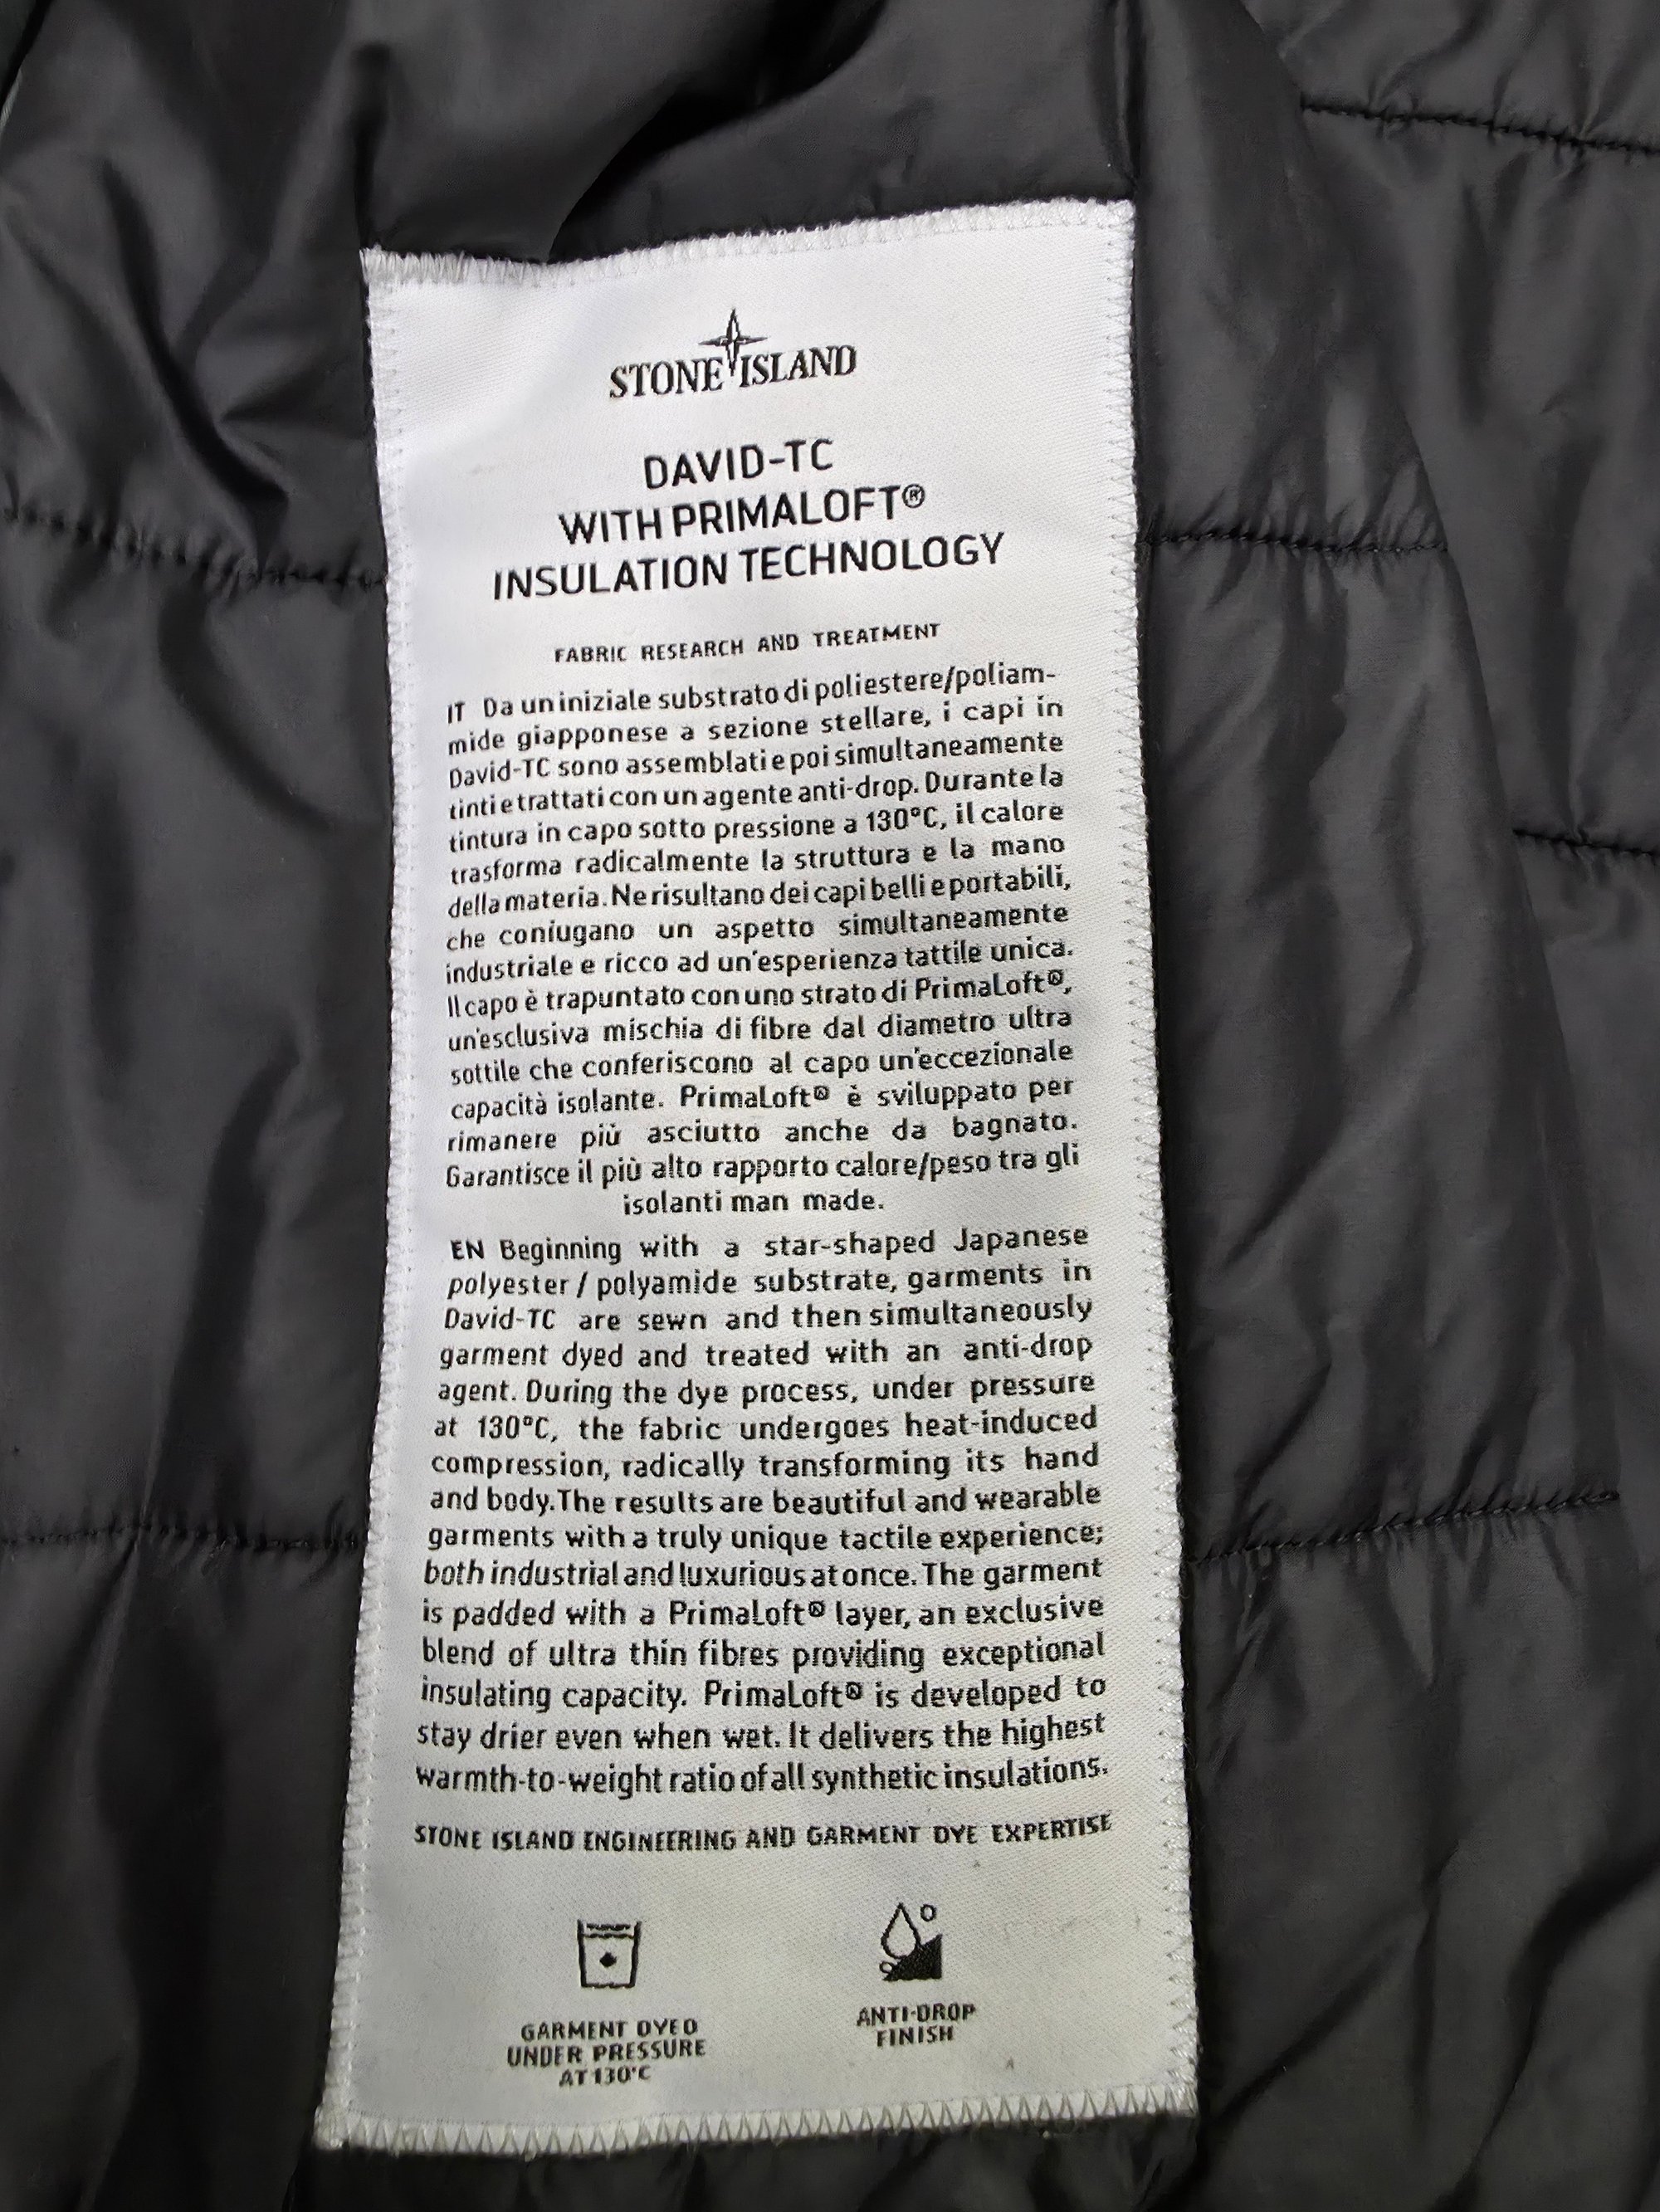 STONE ISLAND
DAVID-TC
WITH PRIMALOFT®
INSULATION TECHNOLOGY
FABRIC RESEARCH AND TREATMENT
IT Da un iniziale substrato di poliestere/poliam-
mide giapponese a sezione stellare, i capi in
David-TC sono assemblati e poi simultaneamente
tinti e trattati con un agente anti-drop. Durante la
tintura in capo sotto pressione a 130°C, il calore
trasforma radicalmente la struttura e la mano
della materia. Ne risultano dei capi belli e portabili,
che coniugano un aspetto simultaneamente
industriale e ricco ad un'esperienza tattile unica.
Il capo è trapuntato con uno strato di PrimaLoft®,
un'esclusiva mischia di fibre dal diametro ultra
sottile che conferiscono al capo un'eccezionale
capacità isolante. PrimaLoft® è sviluppato per
rimanere più asciutto anche da bagnato.
Garantisce il più alto rapporto calore/peso tra gli
isolanti man made.
EN Beginning with a star-shaped Japanese
polyester / polyamide substrate, garments in
David-TC are sewn and then simultaneously
garment dyed and treated with an anti-drop
agent. During the dye process, under pressure
at 130°C, the fabric undergoes heat-induced
compression, radically transforming its hand
and body.The results are beautiful and wearable
garments with a truly unique tactile experience;
both industrial and luxurious at once. The garment
is padded with a PrimaLoft® layer, an exclusive
blend of ultra thin fibres providing exceptional
insulating capacity. PrimaLoft® is developed to
stay drier even when wet. It delivers the highest
warmth-to-weight ratio of all synthetic insulations.
STONE ISLAND ENGINEERING AND GARMENT DYE EXPERTISE
GARMENT DYED
UNDER PRESSURE
AT 130°C
ANTI-DROP
FINISH